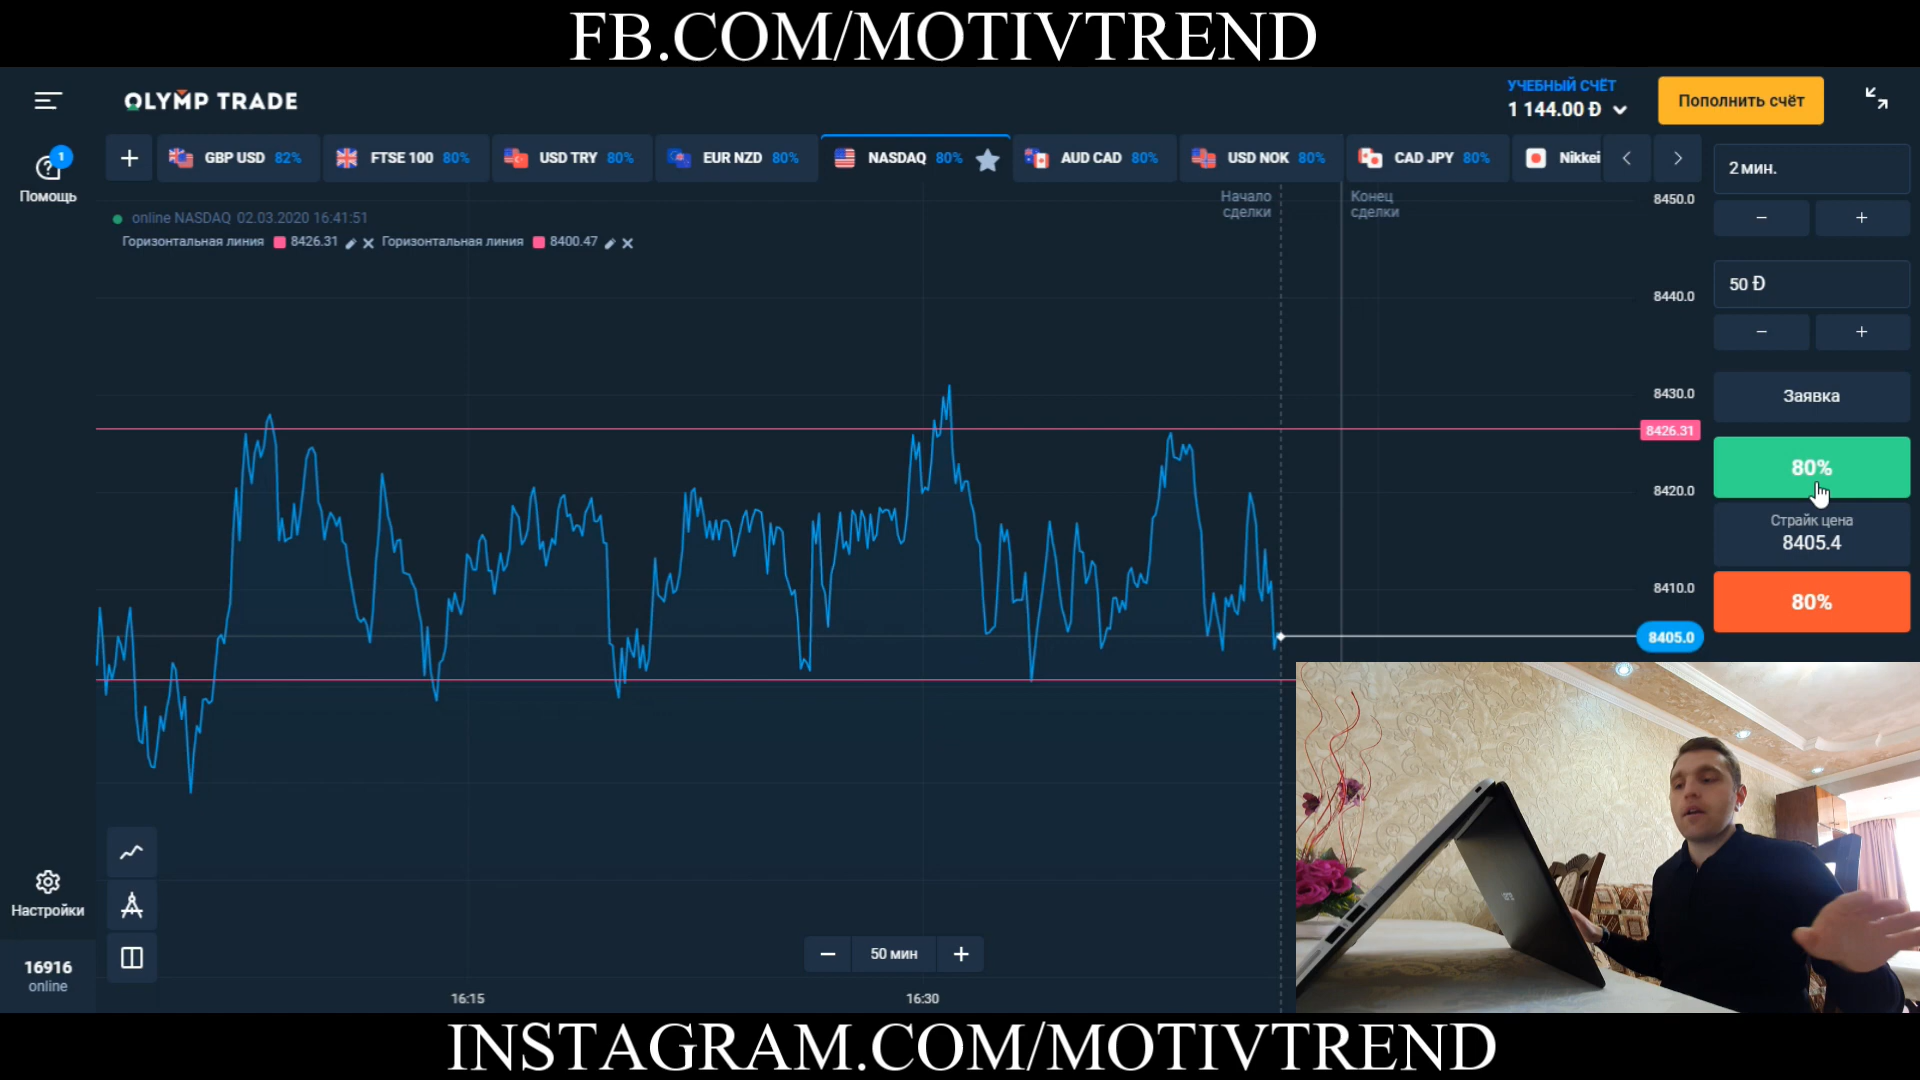 FB.COM/MOTIVTREND
OLYMP TRADE
УЧЕБНЫЙ СЧЁТ
1 144.00 Đ
Пополнить счёт
1
Помощь
GBP USD 82%
FTSE 100 80%
USD TRY 80%
EUR NZD 80%
NASDAQ 80%
AUD CAD 80%
USD NOK 80%
CAD JPY 80%
Nikkei
2 мин.
Начало
сделки
Конец
сделки
8450.0
online NASDAQ 02.03.2020 16:41:51
Горизонтальная линия 8426.31 Горизонтальная линия 8400.47
50 Đ
8440.0
8430.0
Заявка
8426.31
80%
8420.0
Страйк цена
8405.4
8410.0
80%
8405.0
Настройки
16916
online
50 мин
16:15
16:30
INSTAGRAM.COM/MOTIVTREND